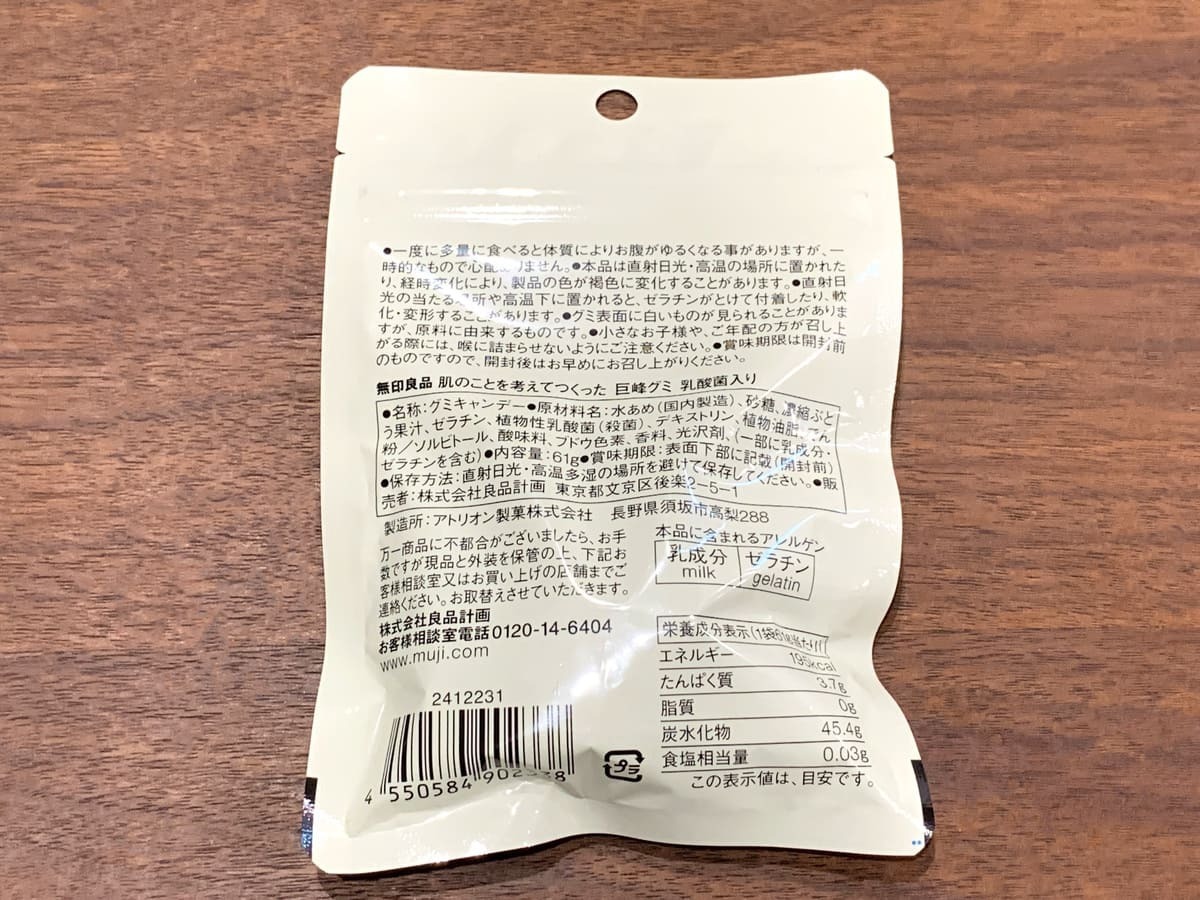 ●一度に多量に食べると体質によりお腹がゆるくなる事がありますが、一
時的なもので心配ありません。●本品は直射日光・高温の場所に置かれた
り、経時変化により、製品の色が褐色に変化することがあります。●直射日
光の当たる場所や高温下に置かれると、ゼラチンがとけて付着したり、軟
化・変形することがあります。●グミ表面に白いものが見られることがありま
すが、原料に由来するものです。●小さなお子様や、ご年配の方が召し上
がる際には、喉に詰まらせないようにご注意ください。●賞味期限は開封前
のものですので、開封後はお早めにお召し上がりください。
無印良品 肌のことを考えてつくった 巨峰グミ 乳酸菌入り
●名称:グミキャンデー●原材料名:水あめ(国内製造)、砂糖、濃縮ぶど
う果汁、ゼラチン、植物性乳酸菌(殺菌)、デキストリン、植物油脂、でん
粉/ソルビトール、酸味料、ブドウ色素、香料、光沢剤、(一部に乳成分・
ゼラチンを含む)●内容量:61g●賞味期限:表面下部に記載(開封前)
●保存方法:直射日光・高温多湿の場所を避けて保存してください。●販
売者:株式会社良品計画 東京都文京区後楽2-5-1
製造所:アトリオン製菓株式会社 長野県須坂市高梨288
万一商品に不都合がございましたら、お手
数ですが現品と外装を保管の上、下記お
客様相談室又はお買い上げの店舗までご
連絡ください。お取替えさせていただきます。
株式会社良品計画
お客様相談室電話0120-14-6404
www.muji.com
本品に含まれるアレルゲン
乳成分 ゼラチン
milk gelatin
栄養成分表示(1袋61g当たり)
エネルギー 195kcal
たんぱく質 3.7g
脂質 0g
炭水化物 45.4g
食塩相当量 0.03g
この表示値は、目安です。
2412231
4 550584 902338
プラ